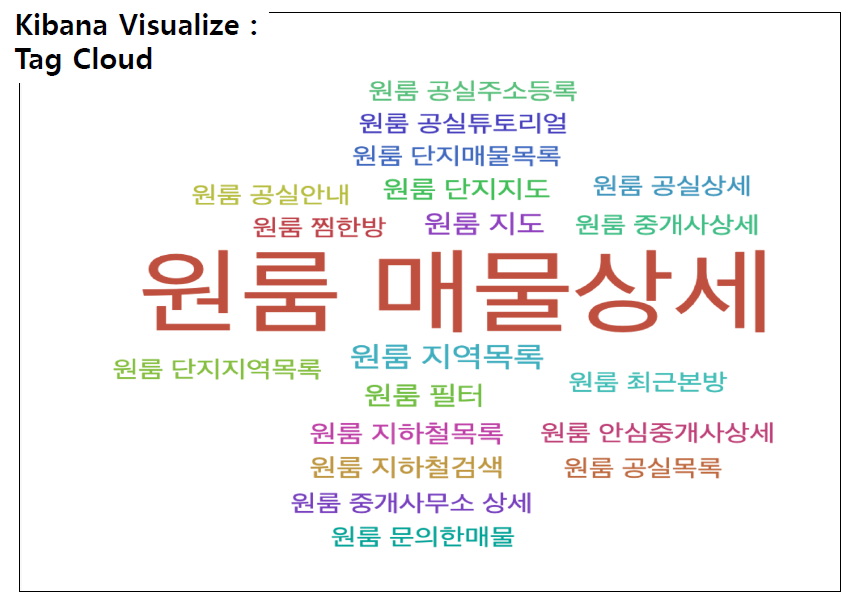 Kibana Visualize :
Tag Cloud
원룸 공실주소등록
원룸 공실튜토리얼
원룸 단지매물목록
원룸 공실안내
원룸 단지지도
원룸 공실상세
원룸 찜한방
원룸 지도
원룸 중개사상세
원룸 매물상세
원룸 단지지역목록
원룸 지역목록
원룸 최근본방
원룸 필터
원룸 지하철목록
원룸 안심중개사상세
원룸 지하철검색
원룸 공실목록
원룸 중개사무소 상세
원룸 문의한매물